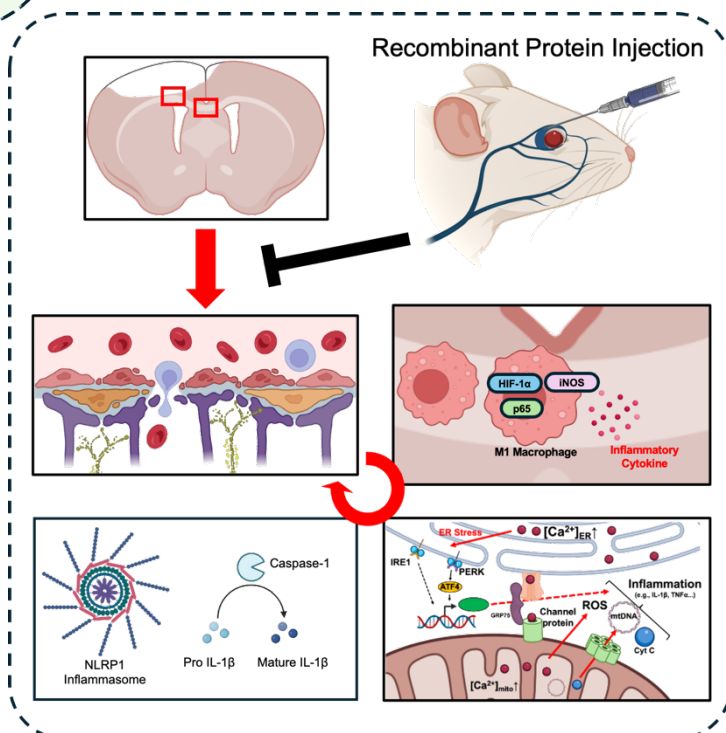 Recombinant Protein Injection
HIF-1α
iNOS
p65
M1 Macrophage
Inflammatory
Cytokine
NLRP1
Inflammasome
Caspase-1
Pro IL-1β
Mature IL-1β
ER Stress
[Ca²⁺]ER↑
IRE1
PERK
ATF4
GRP75
Channel
protein
Inflammation
(e.g., IL-1β, TNFα...)
ROS
mtDNA
Cyt C
[Ca²⁺]mito↑